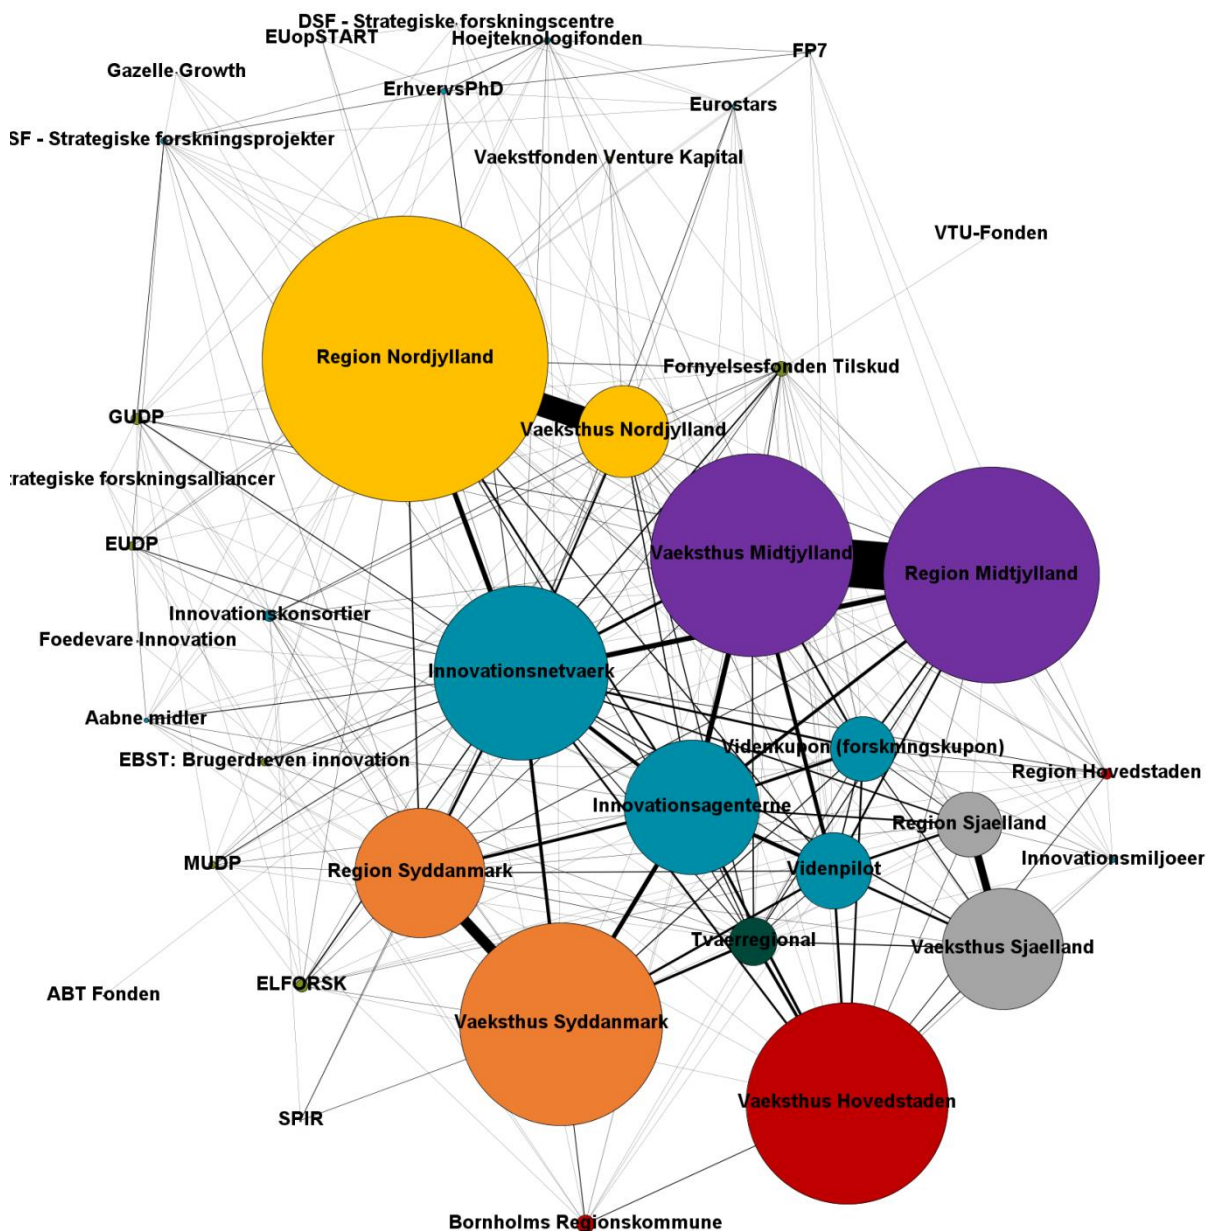 DSF - Strategiske forskningscentre
EUopSTART
Hoejteknologifonden
FP7
Gazelle Growth
ErhvervsPhD
Eurostars
SF - Strategiske forskningsprojekter
Vaekstfonden Venture Kapital
VTU-Fonden
Region Nordjylland
Fornyelsesfonden Tilskud
GUDP
Vaeksthus Nordjylland
trategiske forskningsalliancer
EUDP
Vaeksthus Midtjylland
Region Midtjylland
Innovationskonsortier
Foedevare Innovation
Innovationsnetvaerk
Aabne midler
EBST: Brugerdreven innovation
Videnkupon (forskningskupon)
Region Hovedstaden
Innovationsagenterne
Region Sjaelland
MUDP
Region Syddanmark
Videnpilot
Innovationsmiljoeer
Tvaerregional
Vaeksthus Sjaelland
ABT Fonden
ELFORSK
Vaeksthus Syddanmark
Vaeksthus Hovedstaden
SPIR
Bornholms Regionskommune